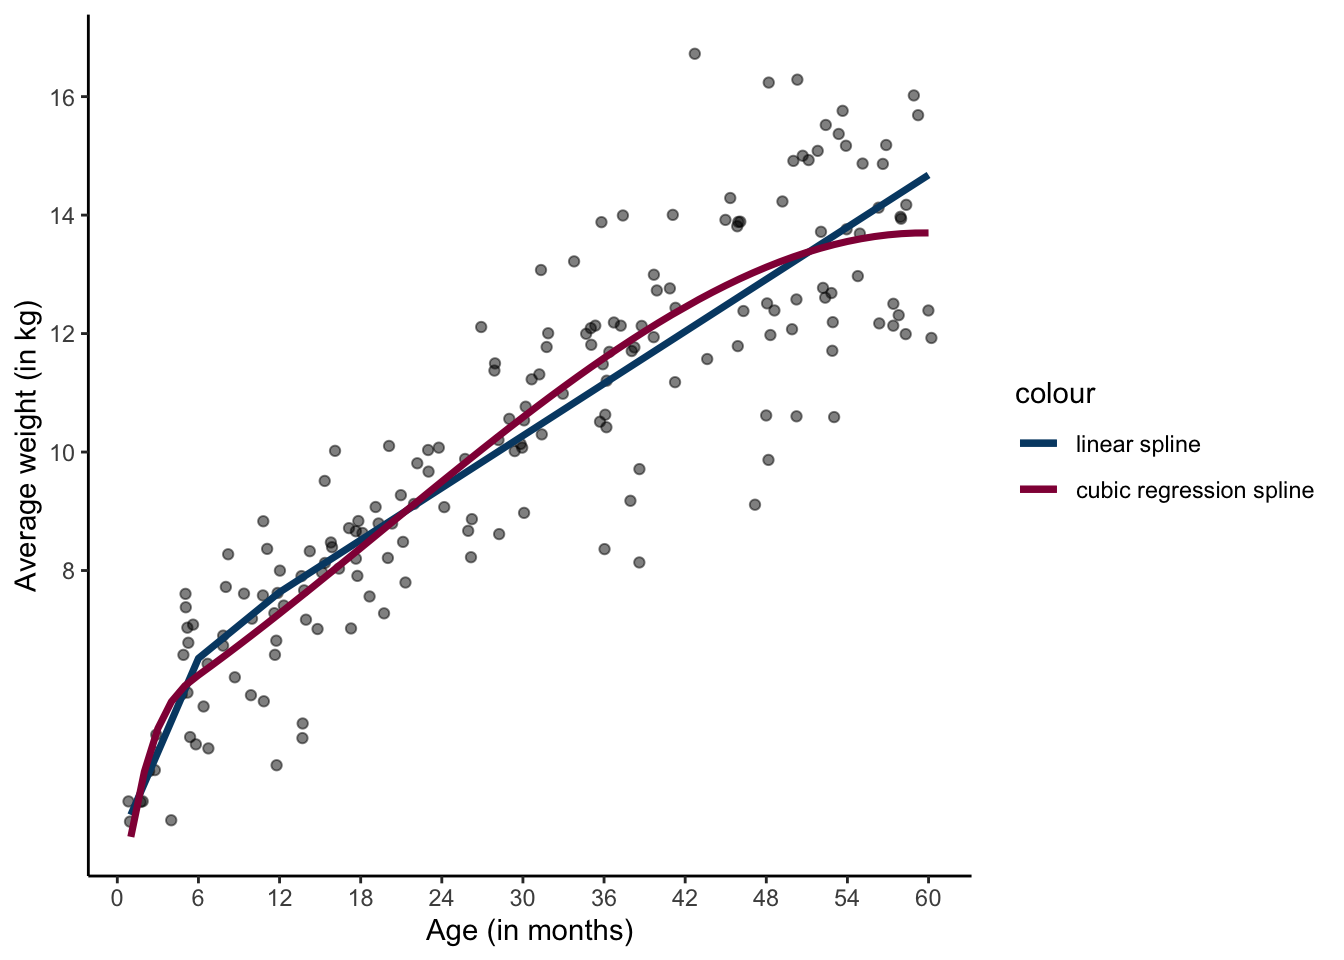 16
14
12
10
8
Average weight (in kg)
0 6 12 18 24 30 36 42 48 54 60
Age (in months)
colour
linear spline
cubic regression spline